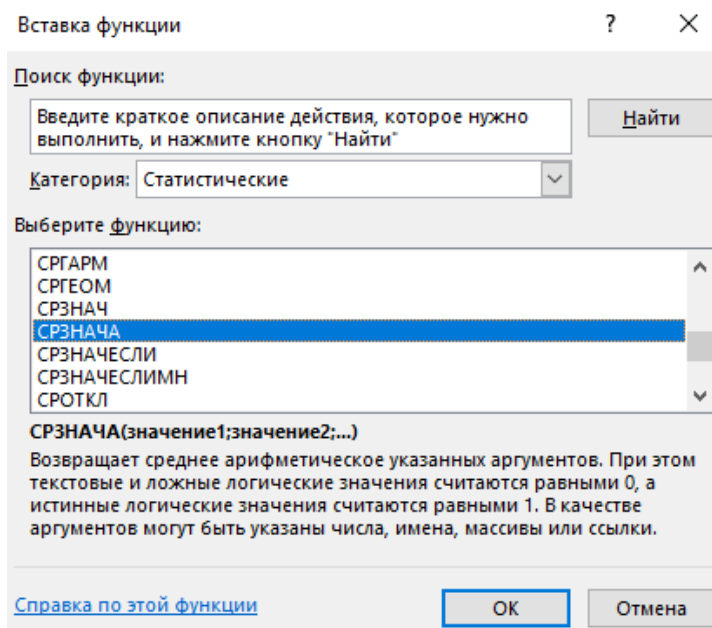 Вставка функции
?
Поиск функции:
Введите краткое описание действия, которое нужно
выполнить, и нажмите кнопку "Найти"
Найти
Категория: Статистические
Выберите функцию:
СРГАРМ
СРГЕОМ
СРЗНАЧ
СРЗНАЧА
СРЗНАЧЕСЛИ
СРЗНАЧЕСЛИМН
СРОТКЛ
СРЗНАЧА(значение1;значение2;...)
Возвращает среднее арифметическое указанных аргументов. При этом
текстовые и ложные логические значения считаются равными 0, а
истинные логические значения считаются равными 1. В качестве
аргументов могут быть указаны числа, имена, массивы или ссылки.
Справка по этой функции
ОК
Отмена